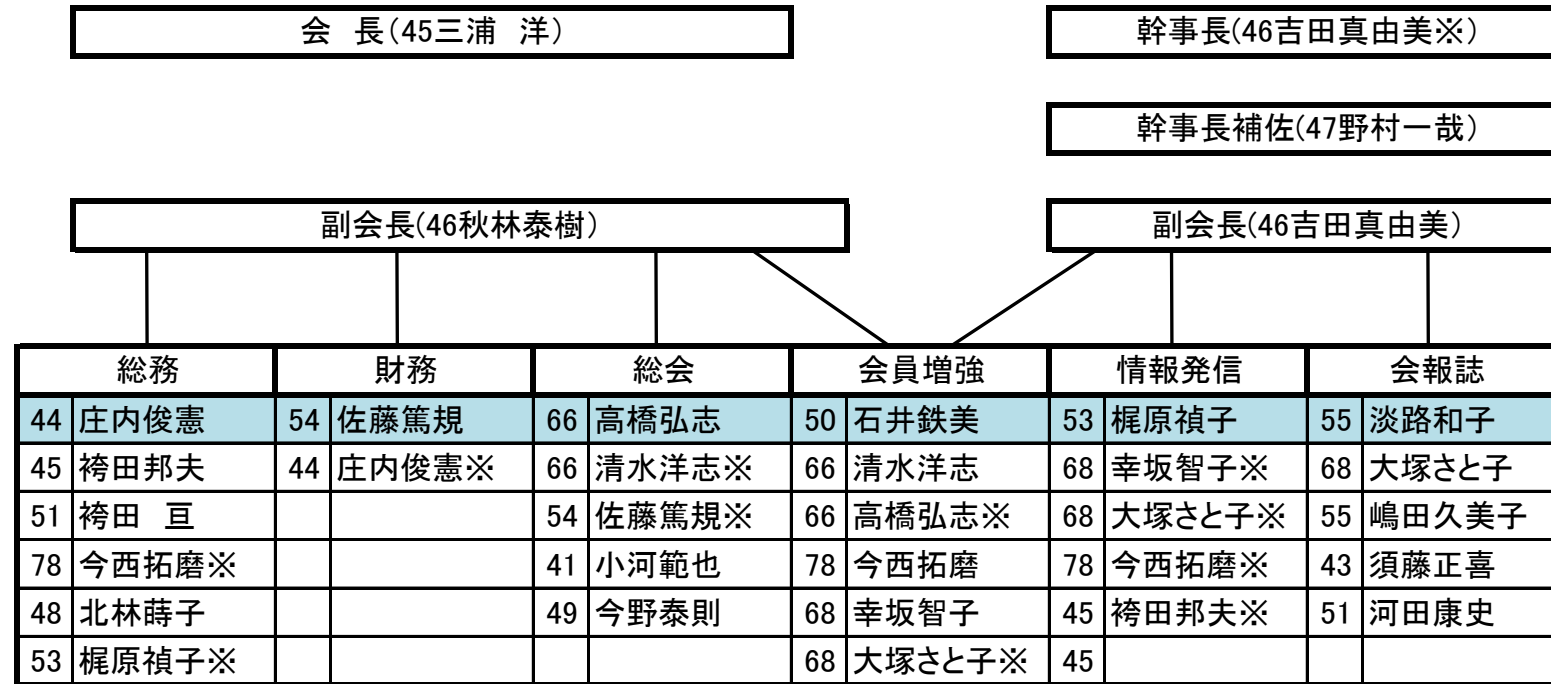 会　長（45三浦　洋）　幹事長(46吉田真由美※）
幹事長補佐(47野村一哉）
副会長(46秋林泰樹）　副会長(46吉田真由美）
総務　財務　総会　会員増強　情報発信　会報誌
44 庄内俊憲　54 佐藤篤規　66 高橋弘志　50 石井鉄美　53 梶原禎子　55 淡路和子
45 袴田邦夫　44 庄内俊憲※　66 清水洋志※　66 清水洋志　68 幸坂智子※　68 大塚さと子
51 袴田　亘　54 佐藤篤規※　66 高橋弘志※　68 大塚さと子※　55 嶋田久美子
78 今西拓磨※　41 小河範也　78 今西拓磨　78 今西拓磨※　43 須藤正喜
48 北林蒔子　49 今野泰則　68 幸坂智子　45 袴田邦夫※　51 河田康史
53 梶原禎子※　68 大塚さと子※　45